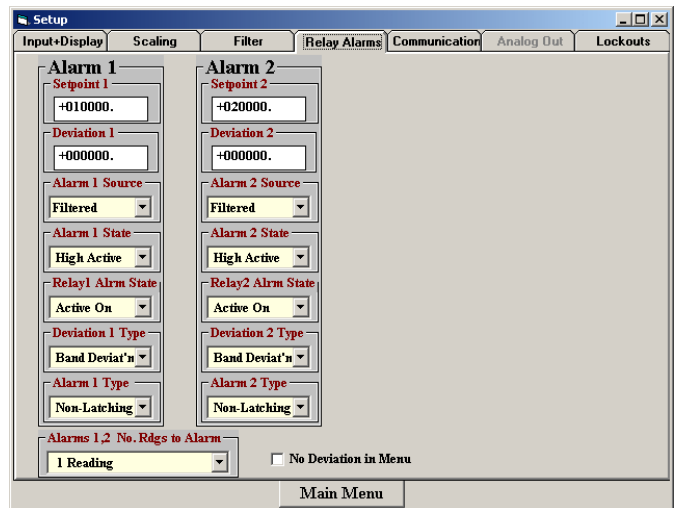 Setup
Input+Display Scaling Filter Relay Alarms Communication Analog Out Lockouts
Alarm 1 Alarm 2
Setpoint 1 Setpoint 2
+010000. +020000.
Deviation 1 Deviation 2
+000000. +000000.
Alarm 1 Source Alarm 2 Source
Filtered Filtered
Alarm 1 State Alarm 2 State
High Active High Active
Relay1 Alrm State Relay2 Alrm State
Active On Active On
Deviation 1 Type Deviation 2 Type
Band Deviat'n Band Deviat'n
Alarm 1 Type Alarm 2 Type
Non-Latching Non-Latching
Alarms 1,2 No. Rdgs to Alarm
1 Reading No Deviation in Menu
Main Menu